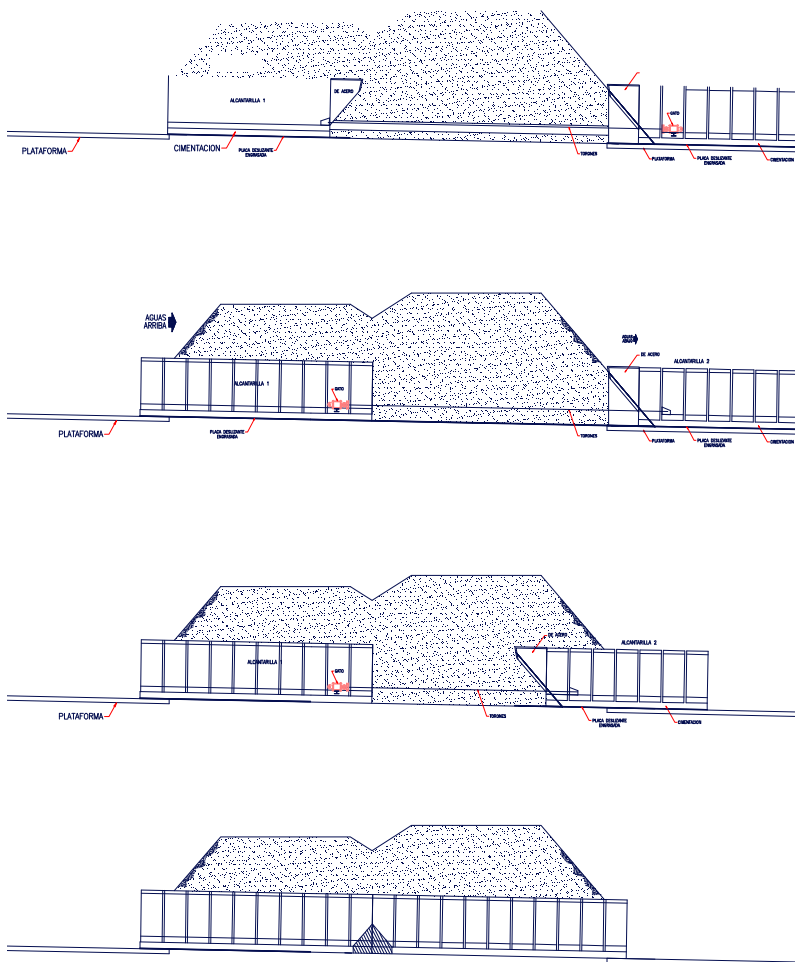 DE ACERO
ALCANTARILLA 1
GATO
PLATAFORMA
CIMENTACION
PLACA DESLIZANTE
ENGRASADA
TORONES
PLATAFORMA
PLACA DESLIZANTE
ENGRASADA
CIMENTACION
AGUAS
ARRIBA
AGUAS
ABAJO
DE ACERO
ALCANTARILLA 2
ALCANTARILLA 1
GATO
PLATAFORMA
PLACA DESLIZANTE
ENGRASADA
TORONES
PLATAFORMA
PLACA DESLIZANTE
ENGRASADA
CIMENTACION
DE ACERO
ALCANTARILLA 2
ALCANTARILLA 1
GATO
PLATAFORMA
TORONES
PLACA DESLIZANTE
ENGRASADA
CIMENTACION